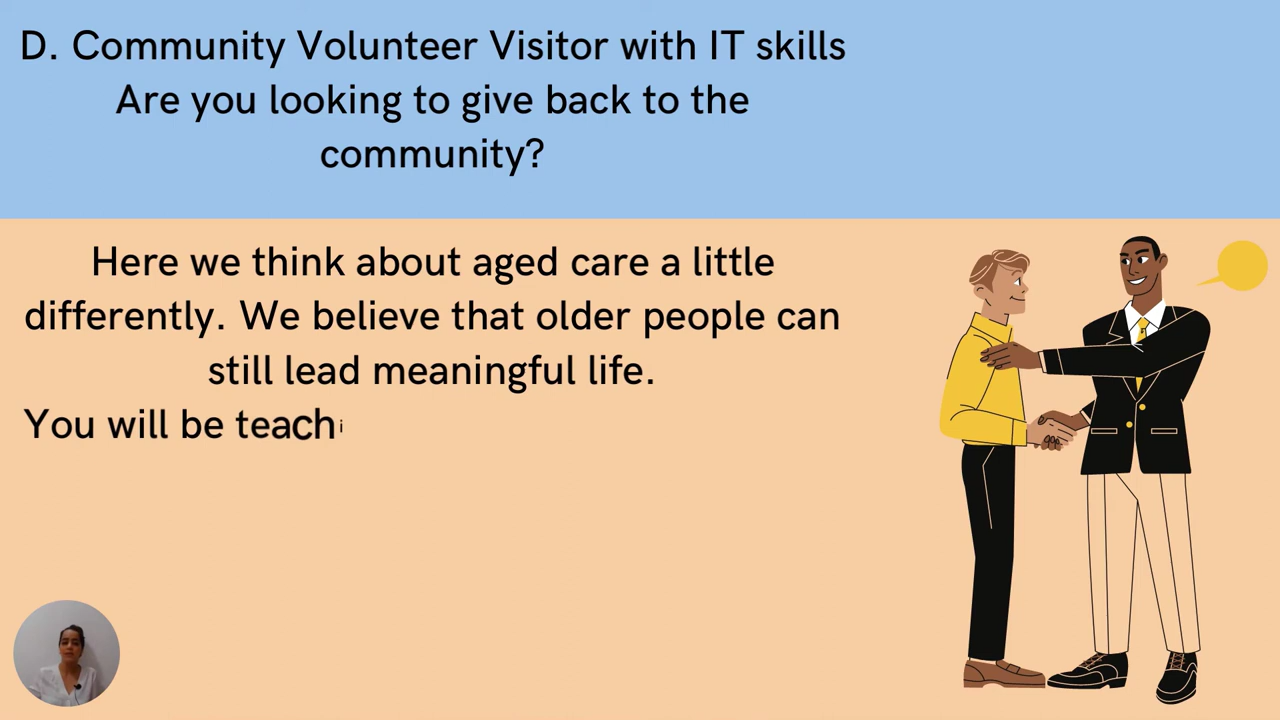 D. Community Volunteer Visitor with IT skills
Are you looking to give back to the
community?
Here we think about aged care a little
differently. We believe that older people can
still lead meaningful life.
You will be teachi